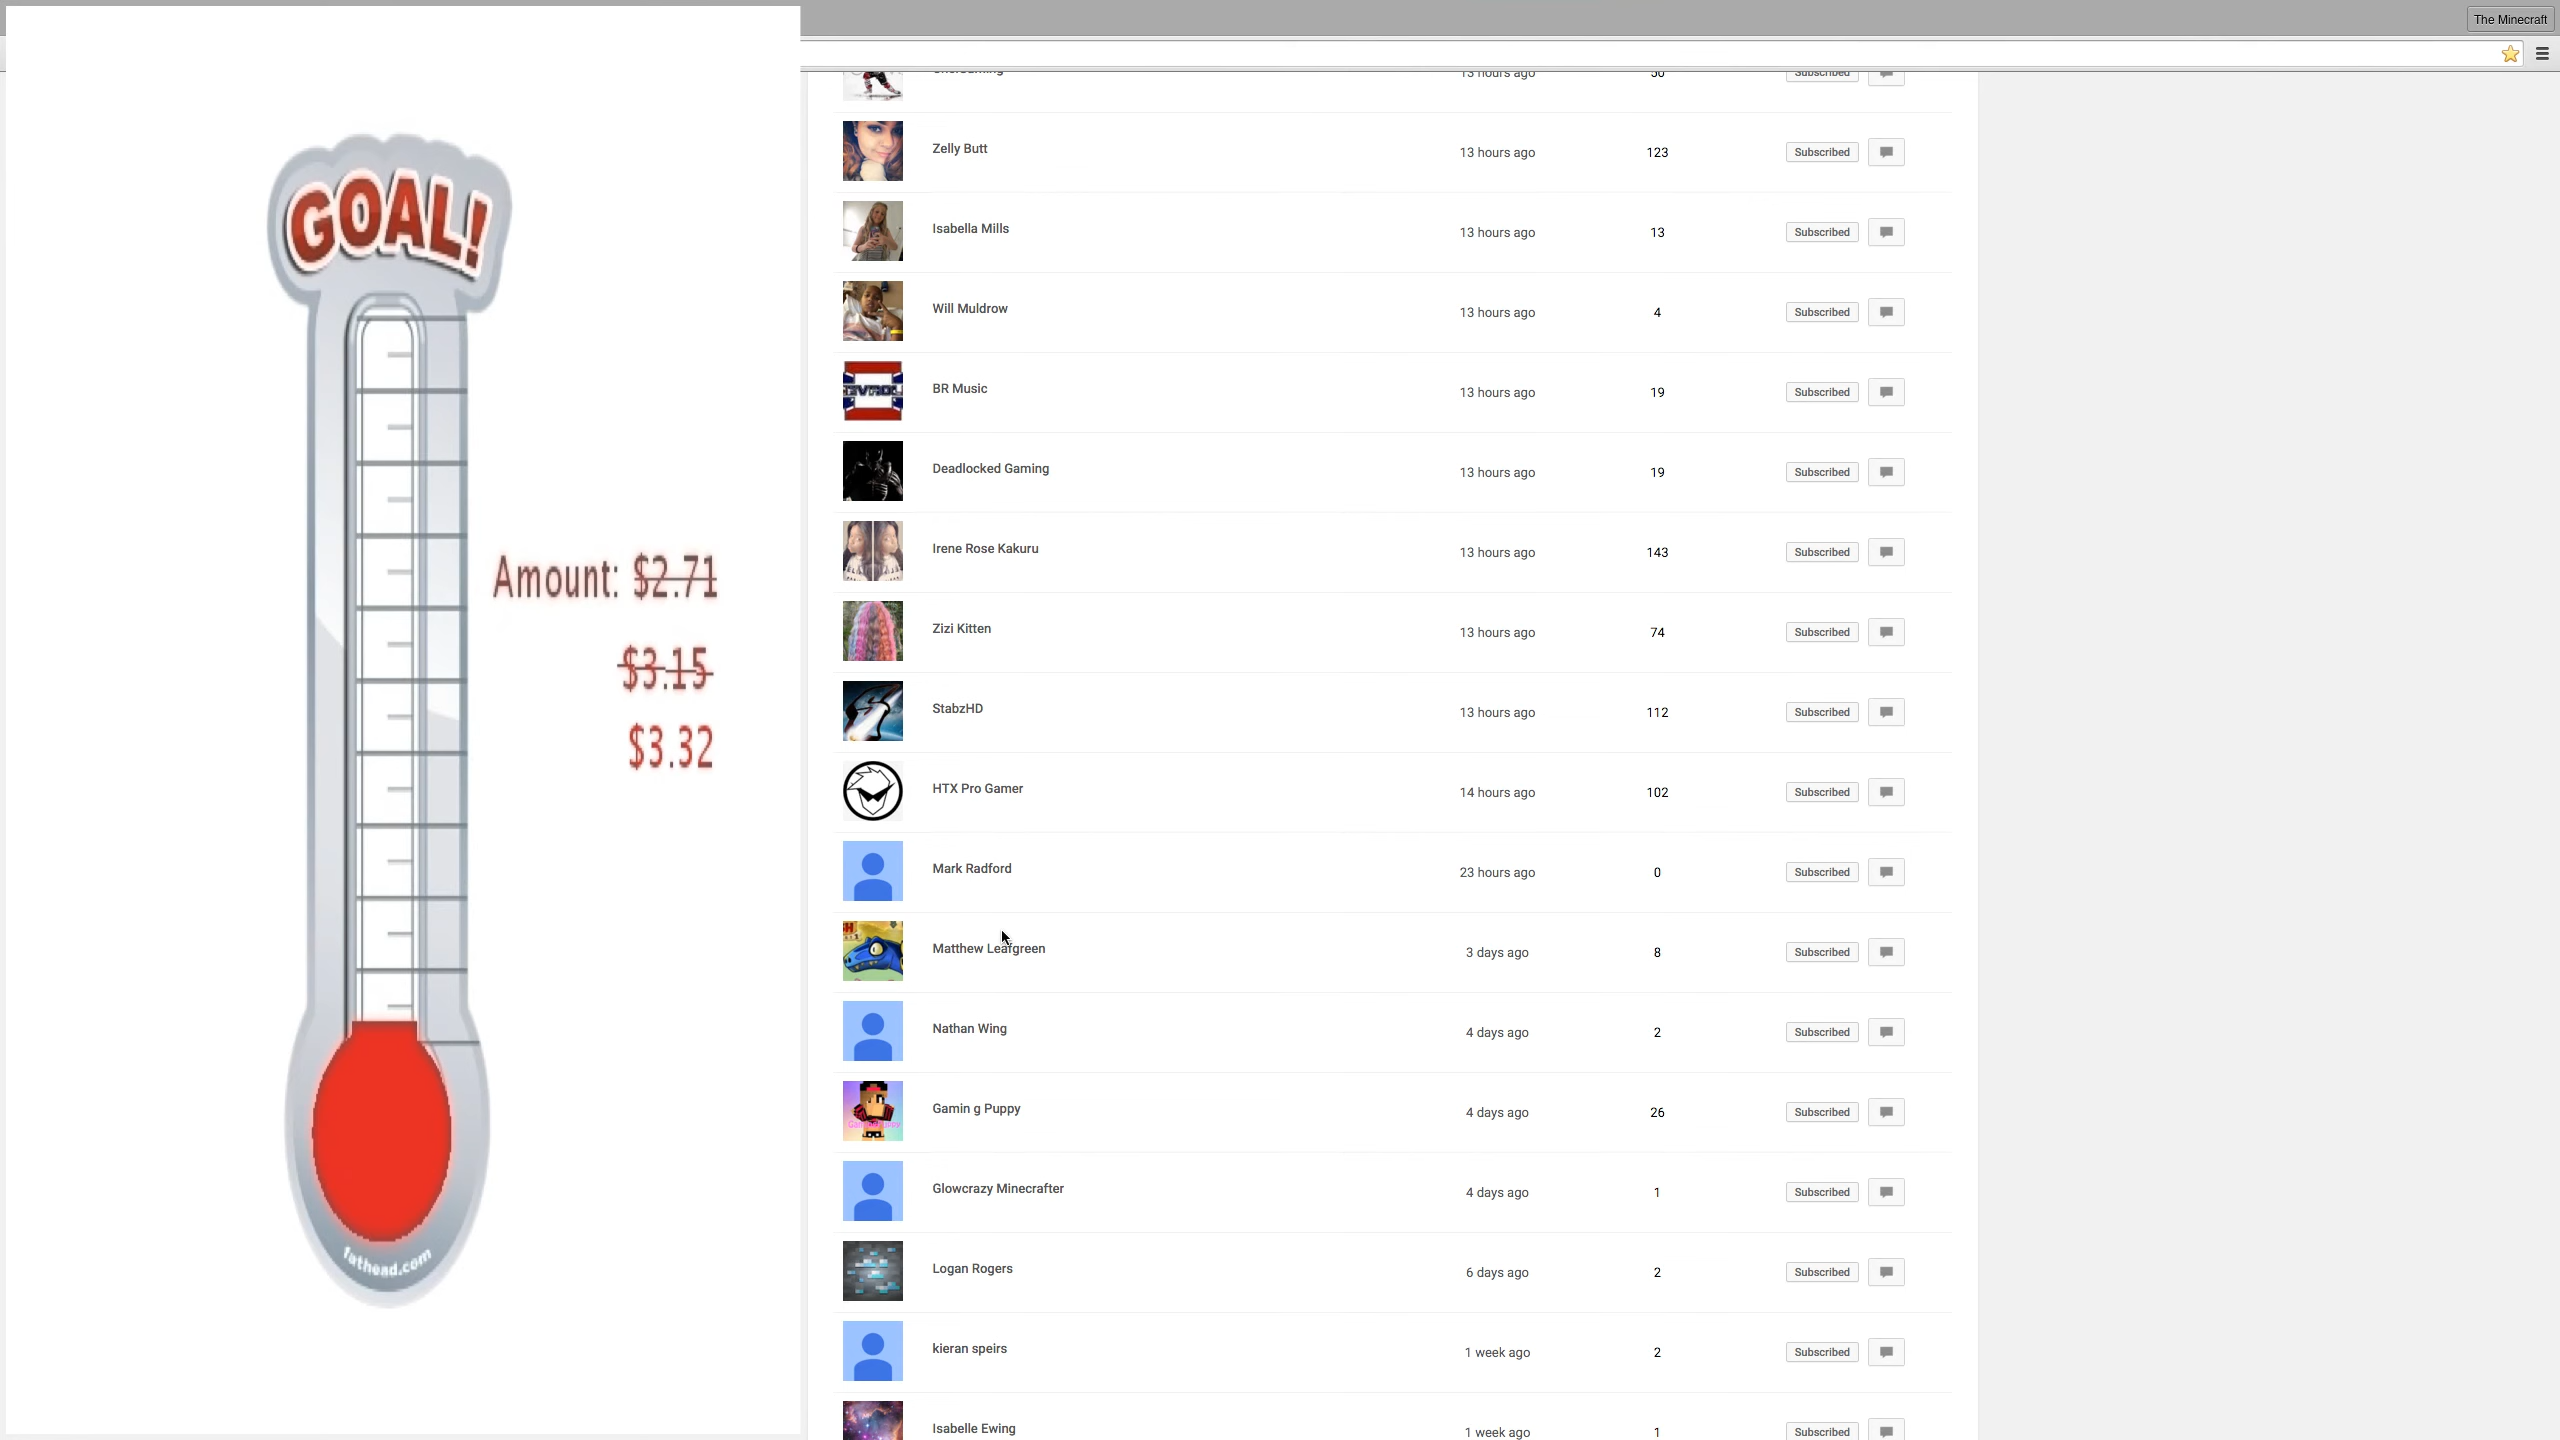 The Minecraft
GOAL!
Amount: $2.71
$3.15
$3.32
fathead.com
13 hours ago 50 Subscribed
Zelly Butt 13 hours ago 123 Subscribed
Isabella Mills 13 hours ago 13 Subscribed
Will Muldrow 13 hours ago 4 Subscribed
BR Music 13 hours ago 19 Subscribed
Deadlocked Gaming 13 hours ago 19 Subscribed
Irene Rose Kakuru 13 hours ago 143 Subscribed
Zizi Kitten 13 hours ago 74 Subscribed
StabzHD 13 hours ago 112 Subscribed
HTX Pro Gamer 14 hours ago 102 Subscribed
Mark Radford 23 hours ago 0 Subscribed
Matthew Leafgreen 3 days ago 8 Subscribed
Nathan Wing 4 days ago 2 Subscribed
Gamin g Puppy 4 days ago 26 Subscribed
Glowcrazy Minecrafter 4 days ago 1 Subscribed
Logan Rogers 6 days ago 2 Subscribed
kieran speirs 1 week ago 2 Subscribed
Isabelle Ewing 1 week ago 1 Subscribed